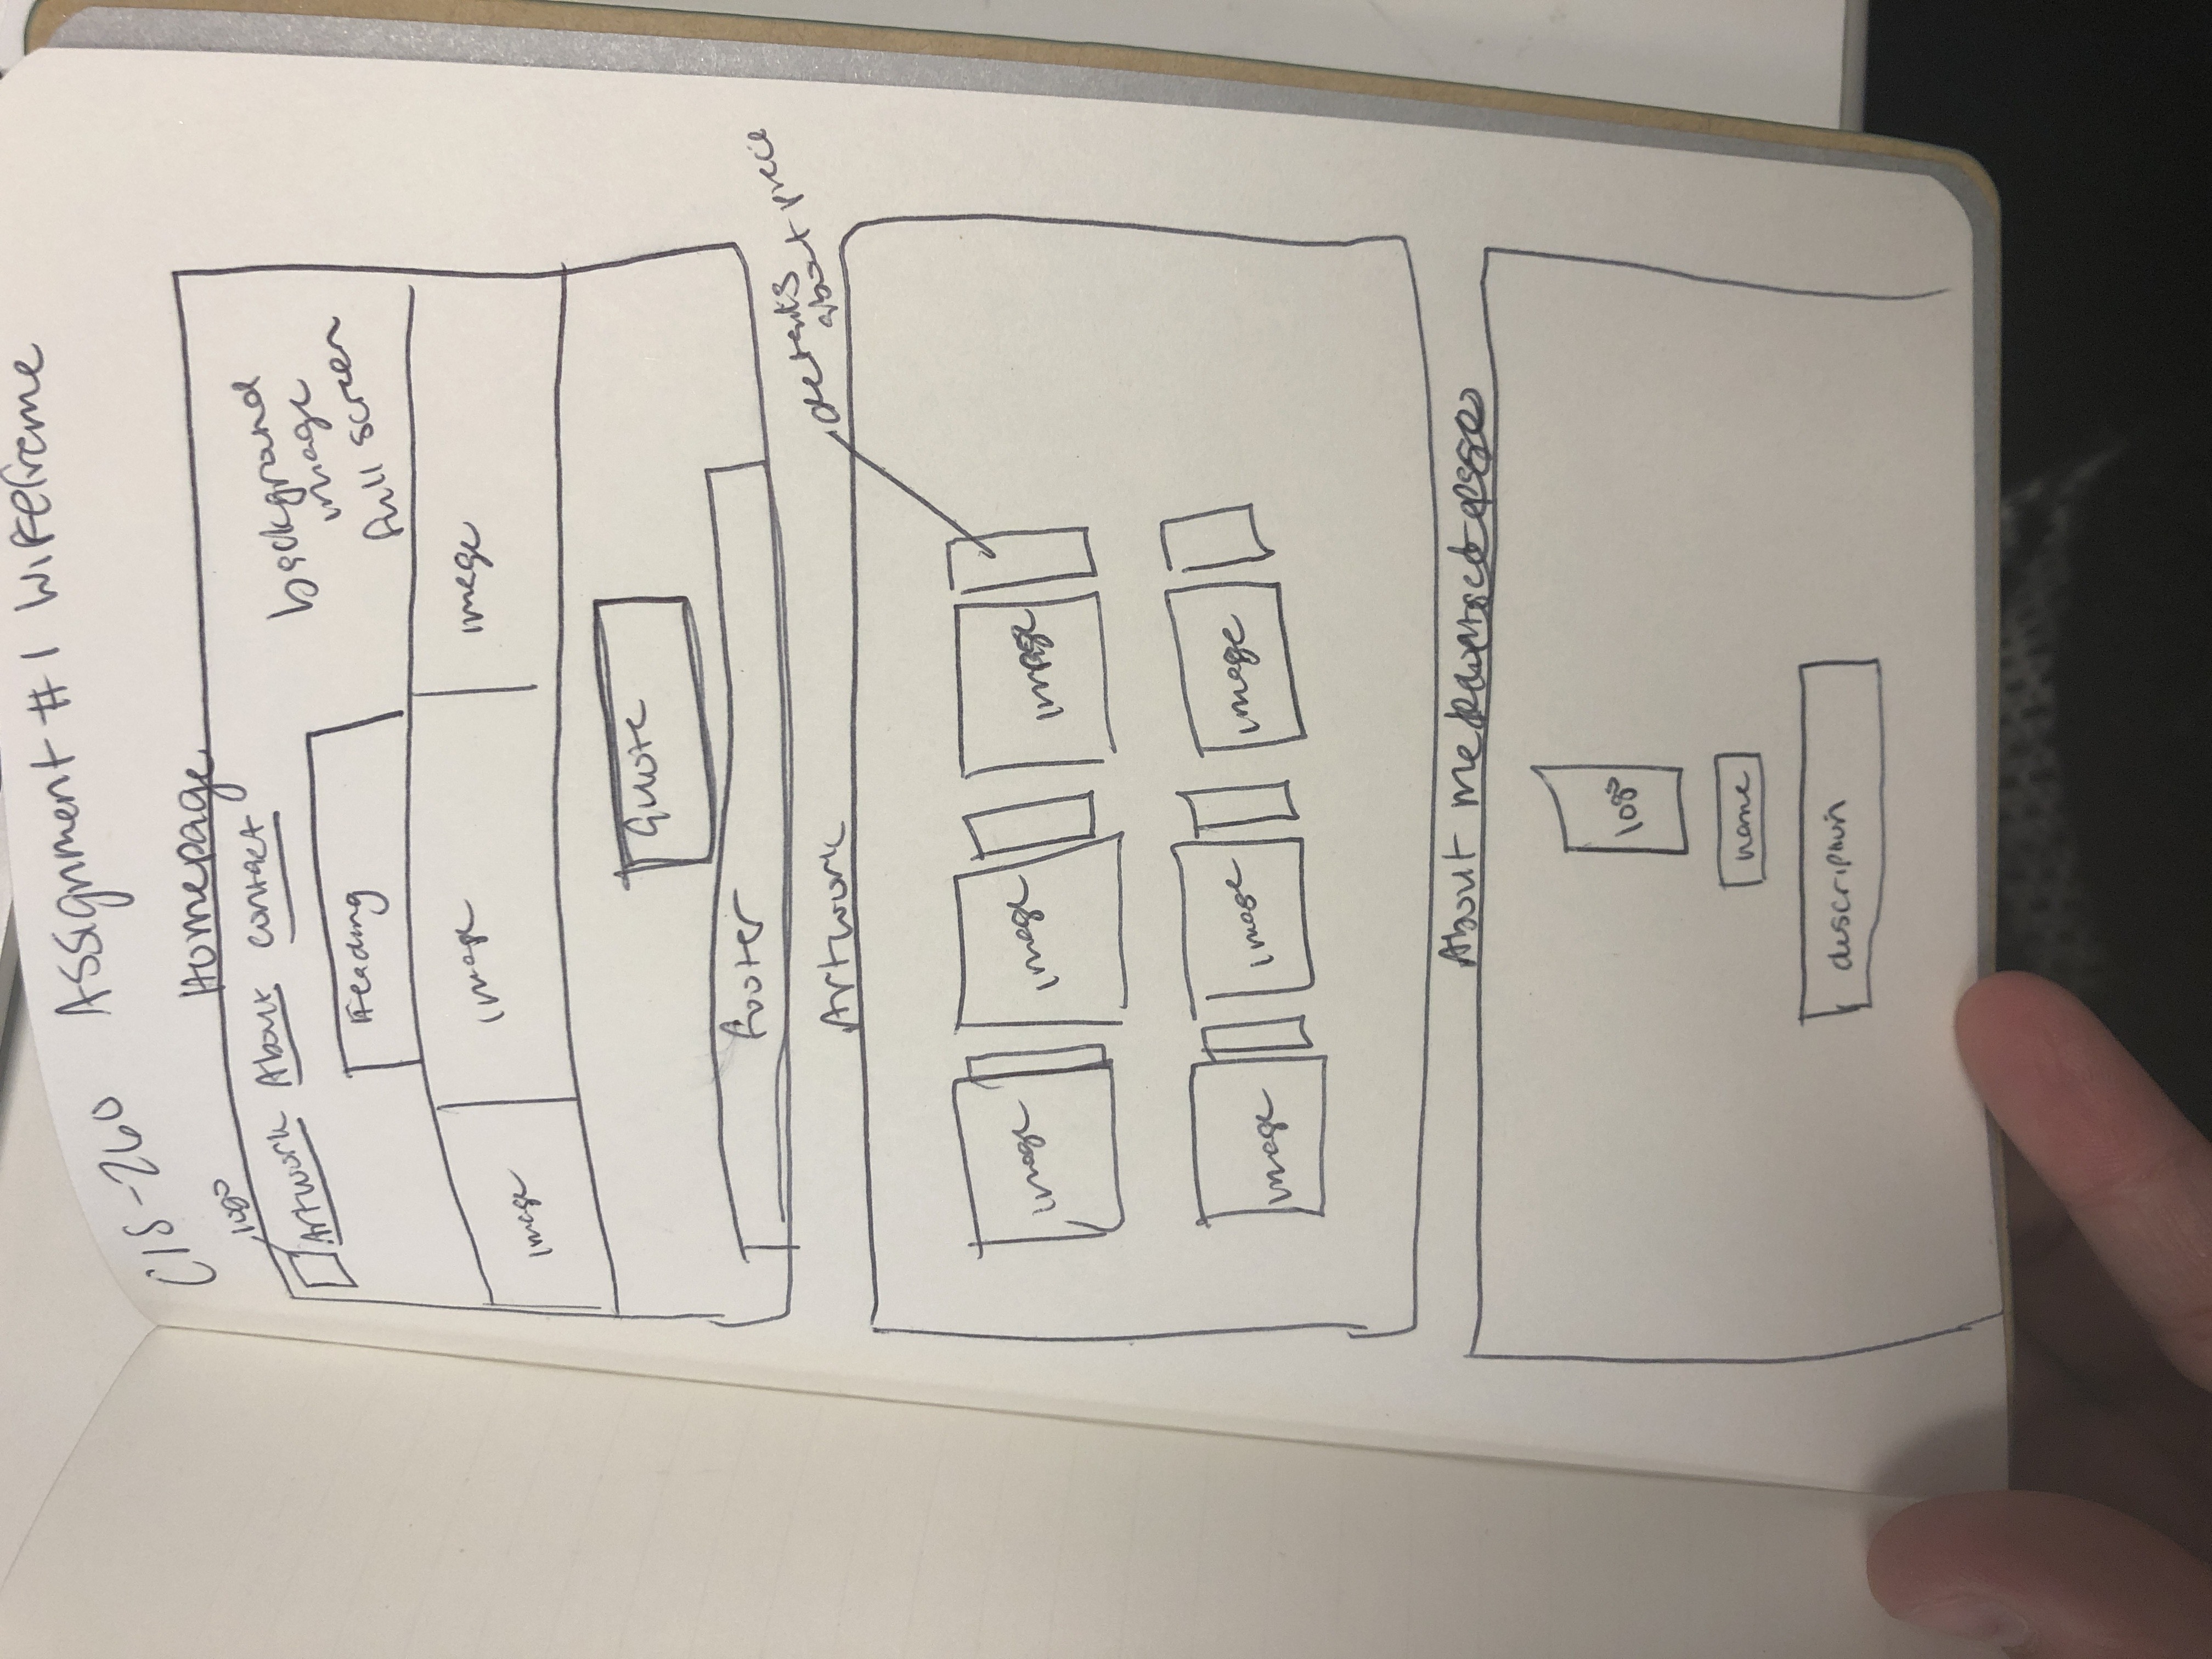 CIS-260 Assignment #1 Wireframe
Homepage
logo
Artwork About contact
Heading
background
image
full screen
image image image
Quote
footer
Artwork
details
about price
image image image
image image image
About me
logo
name
description